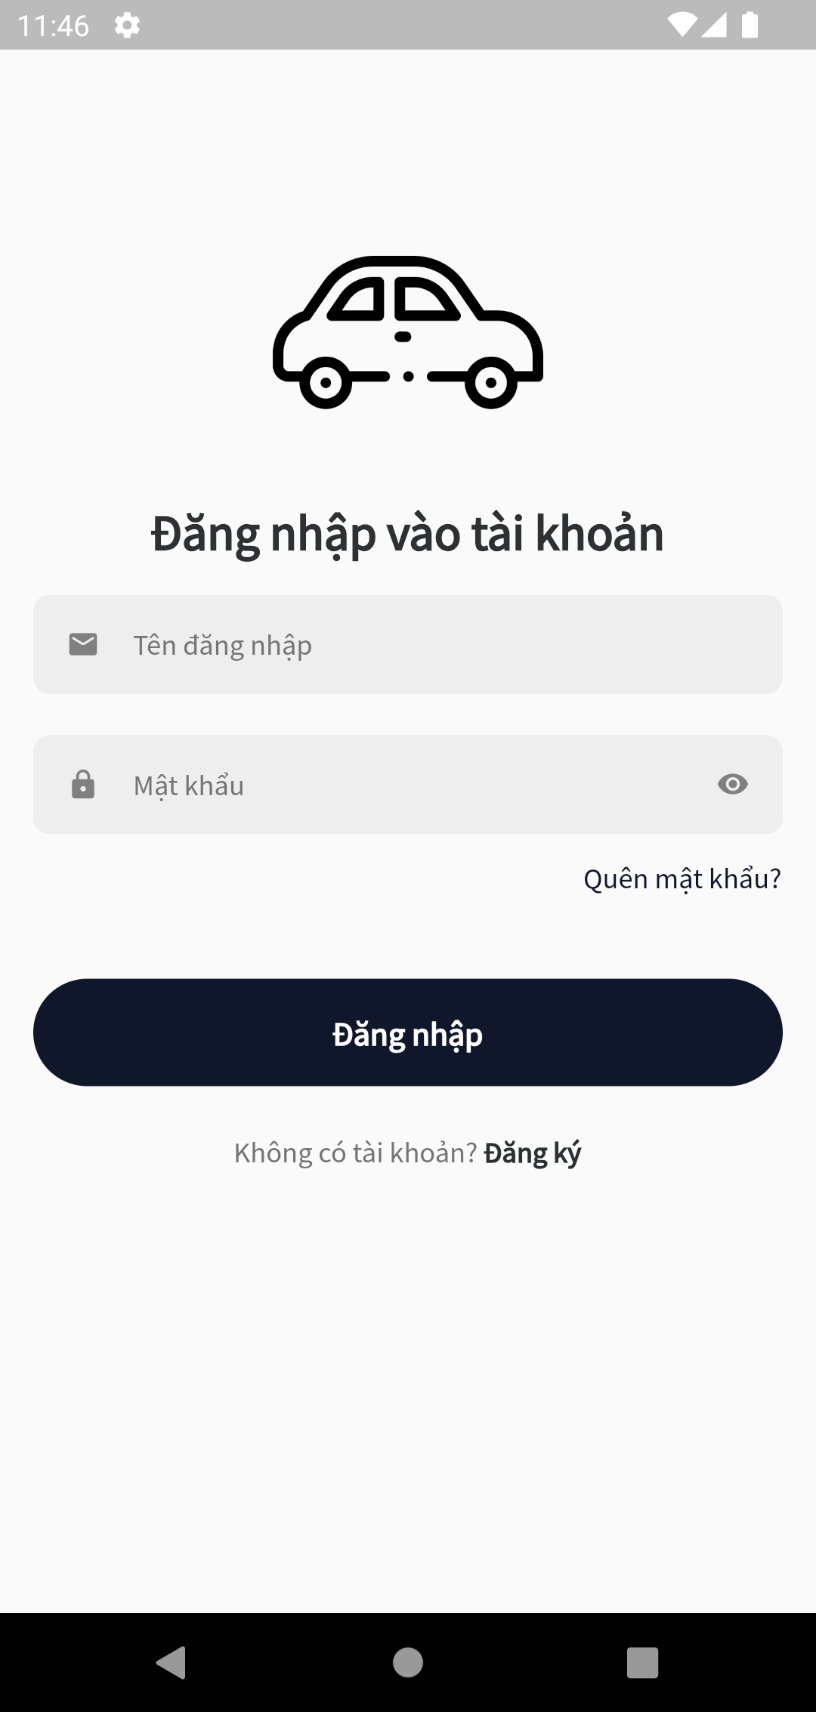 11:46
Đăng nhập vào tài khoản
Tên đăng nhập
Mật khẩu
Quên mật khẩu?
Đăng nhập
Không có tài khoản? Đăng ký